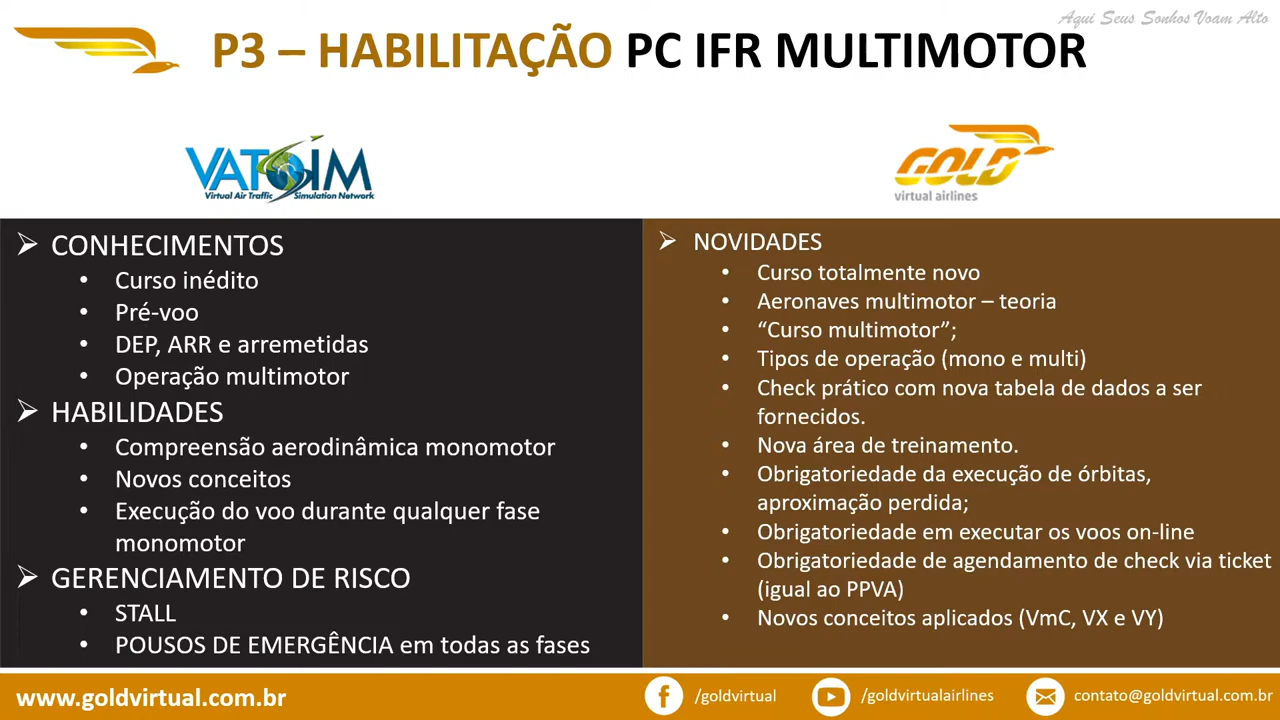 Aqui Seus Sonhos Voam Alto
P3 – HABILITAÇÃO PC IFR MULTIMOTOR
VATSIM
Virtual Air Traffic Simulation Network
GOLD
virtual airlines
➢ CONHECIMENTOS
• Curso inédito
• Pré-voo
• DEP, ARR e arremetidas
• Operação multimotor
➢ HABILIDADES
• Compreensão aerodinâmica monomotor
• Novos conceitos
• Execução do voo durante qualquer fase
monomotor
➢ GERENCIAMENTO DE RISCO
• STALL
• POUSOS DE EMERGÊNCIA em todas as fases
➢ NOVIDADES
• Curso totalmente novo
• Aeronaves multimotor – teoria
• “Curso multimotor”;
• Tipos de operação (mono e multi)
• Check prático com nova tabela de dados a ser
fornecidos.
• Nova área de treinamento.
• Obrigatoriedade da execução de órbitas,
aproximação perdida;
• Obrigatoriedade em executar os voos on-line
• Obrigatoriedade de agendamento de check via ticket
(igual ao PPVA)
• Novos conceitos aplicados (VmC, VX e VY)
www.goldvirtual.com.br
/goldvirtual
/goldvirtualairlines
contato@goldvirtual.com.br